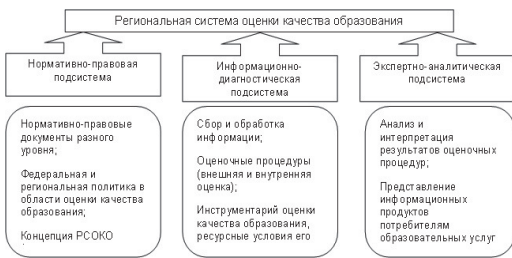 Региональная система оценки качества образования
Нормативно-правовая
подсистема
Информационно-
диагностическая
подсистема
Экспертно-аналитическая
подсистема
Нормативно-правовые
документы разного
уровня;
Федеральная и
региональная политика в
области оценки качества
образования;
Концепция РСОКО
Сбор и обработка
информации;
Оценочные процедуры
(внешняя и внутренняя
оценка);
Инструментарий оценки
качества образования,
ресурсные условия его
Анализ и
интерпретация
результатов оценочных
процедур;
Представление
информационных
продуктов
потребителям
образовательных услуг